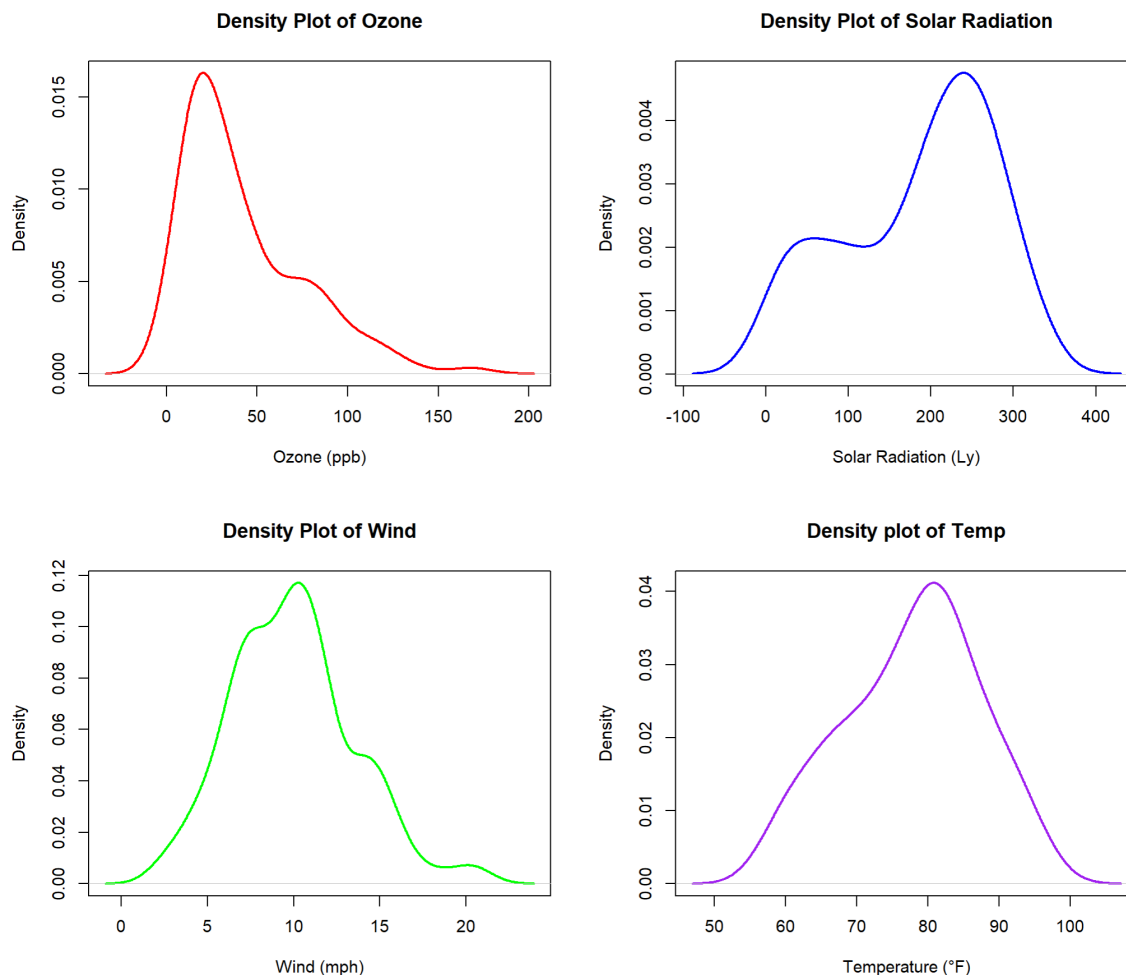 Density Plot of Ozone
Density
0.000 0.005 0.010 0.015
0 50 100 150 200
Ozone (ppb)
Density Plot of Solar Radiation
Density
0.000 0.001 0.002 0.003 0.004
-100 0 100 200 300 400
Solar Radiation (Ly)
Density Plot of Wind
Density
0.00 0.02 0.04 0.06 0.08 0.10 0.12
0 5 10 15 20
Wind (mph)
Density plot of Temp
Density
0.00 0.01 0.02 0.03 0.04
50 60 70 80 90 100
Temperature (°F)